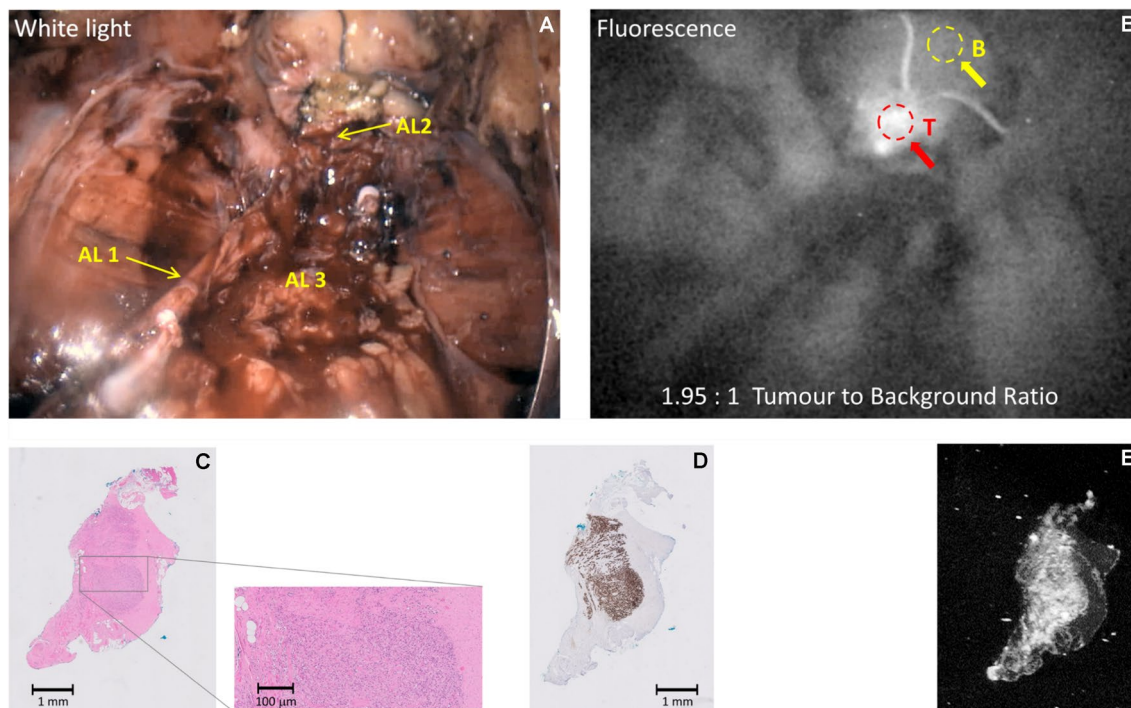 White light
A
AL2
AL 1
AL 3
Fluorescence
B
B
T
1.95 : 1 Tumour to Background Ratio
C
1 mm
100 µm
D
1 mm
E